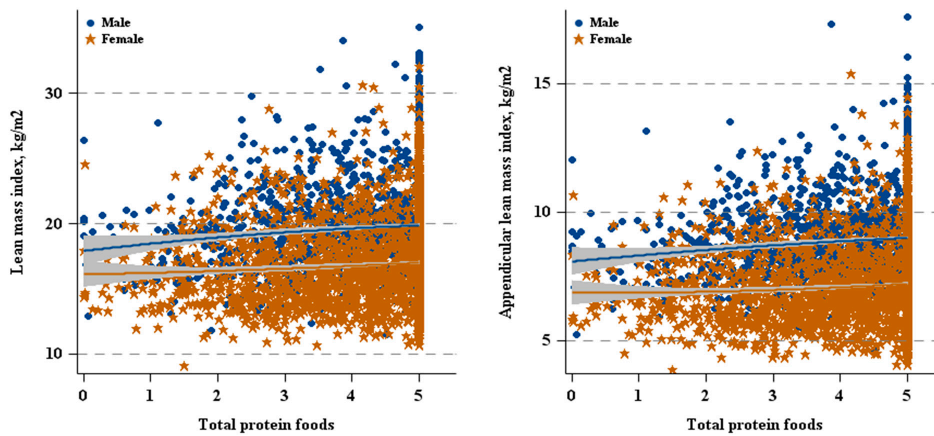 Male
Female
Lean mass index, kg/m2
30
20
10
0 1 2 3 4 5
Total protein foods
Male
Female
Appendicular lean mass index, kg/m2
15
10
5
0 1 2 3 4 5
Total protein foods